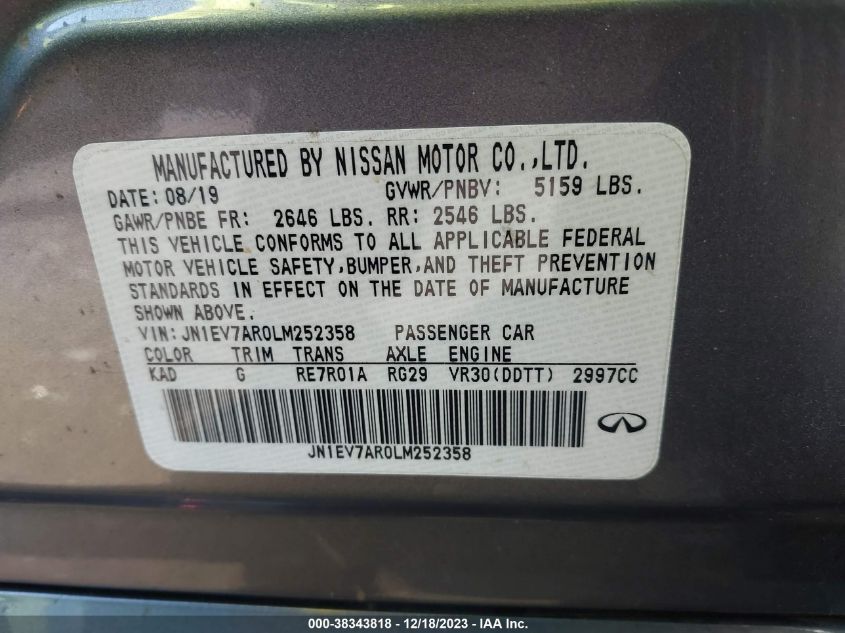 MANUFACTURED BY NISSAN MOTOR CO.,LTD.
DATE: 08/19 GVWR/PNBV: 5159 LBS.
GAWR/PNBE FR: 2646 LBS. RR: 2546 LBS.
THIS VEHICLE CONFORMS TO ALL APPLICABLE FEDERAL
MOTOR VEHICLE SAFETY,BUMPER,AND THEFT PREVENTION
STANDARDS IN EFFECT ON THE DATE OF MANUFACTURE
SHOWN ABOVE.
VIN:JN1EV7AR0LM252358 PASSENGER CAR
COLOR TRIM TRANS AXLE ENGINE
KAD G RE7R01A RG29 VR30(DDTT) 2997CC
JN1EV7AR0LM252358
000-38343818 - 12/18/2023 - IAA Inc.